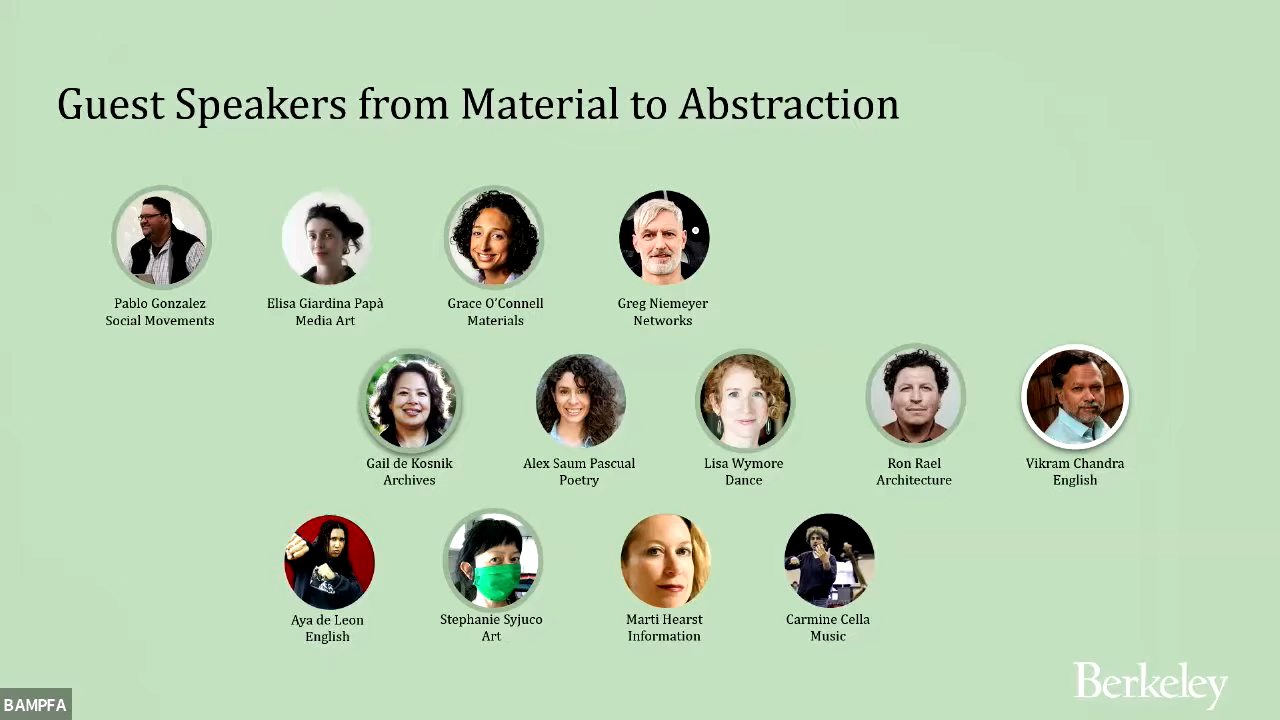 Guest Speakers from Material to Abstraction
Pablo Gonzalez
Social Movements
Elisa Giardina Papà
Media Art
Grace O’Connell
Materials
Greg Niemeyer
Networks
Gail de Kosnik
Archives
Alex Saum Pascual
Poetry
Lisa Wymore
Dance
Ron Rael
Architecture
Vikram Chandra
English
Aya de Leon
English
Stephanie Syjuco
Art
Marti Hearst
Information
Carmine Cella
Music
Berkeley
BAMPFA